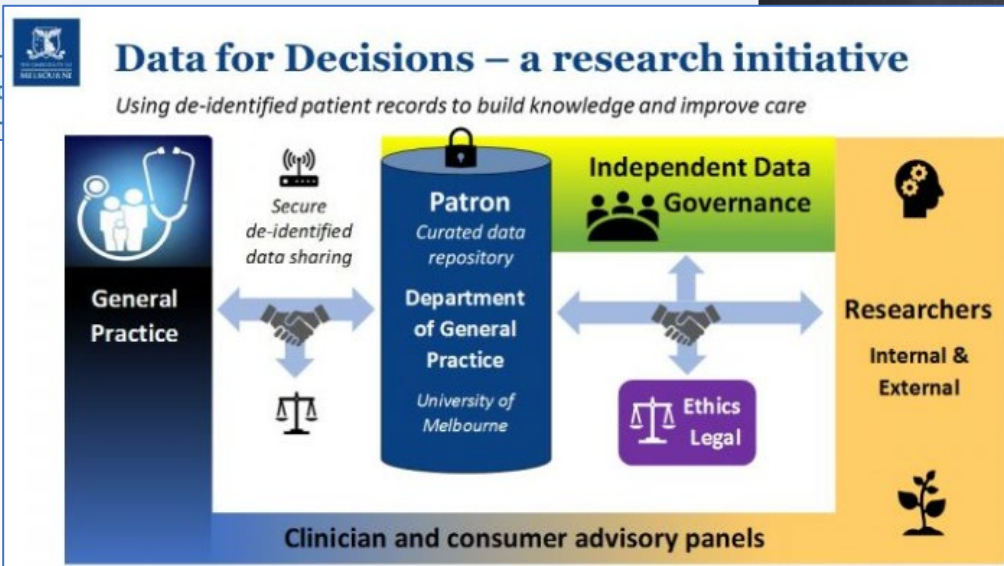 MELBOURNE
Data for Decisions – a research initiative
Using de-identified patient records to build knowledge and improve care
General
Practice
Secure
de-identified
data sharing
Patron
Curated data
repository
Department
of General
Practice
University of
Melbourne
Independent Data
Governance
Ethics
Legal
Researchers
Internal &
External
Clinician and consumer advisory panels